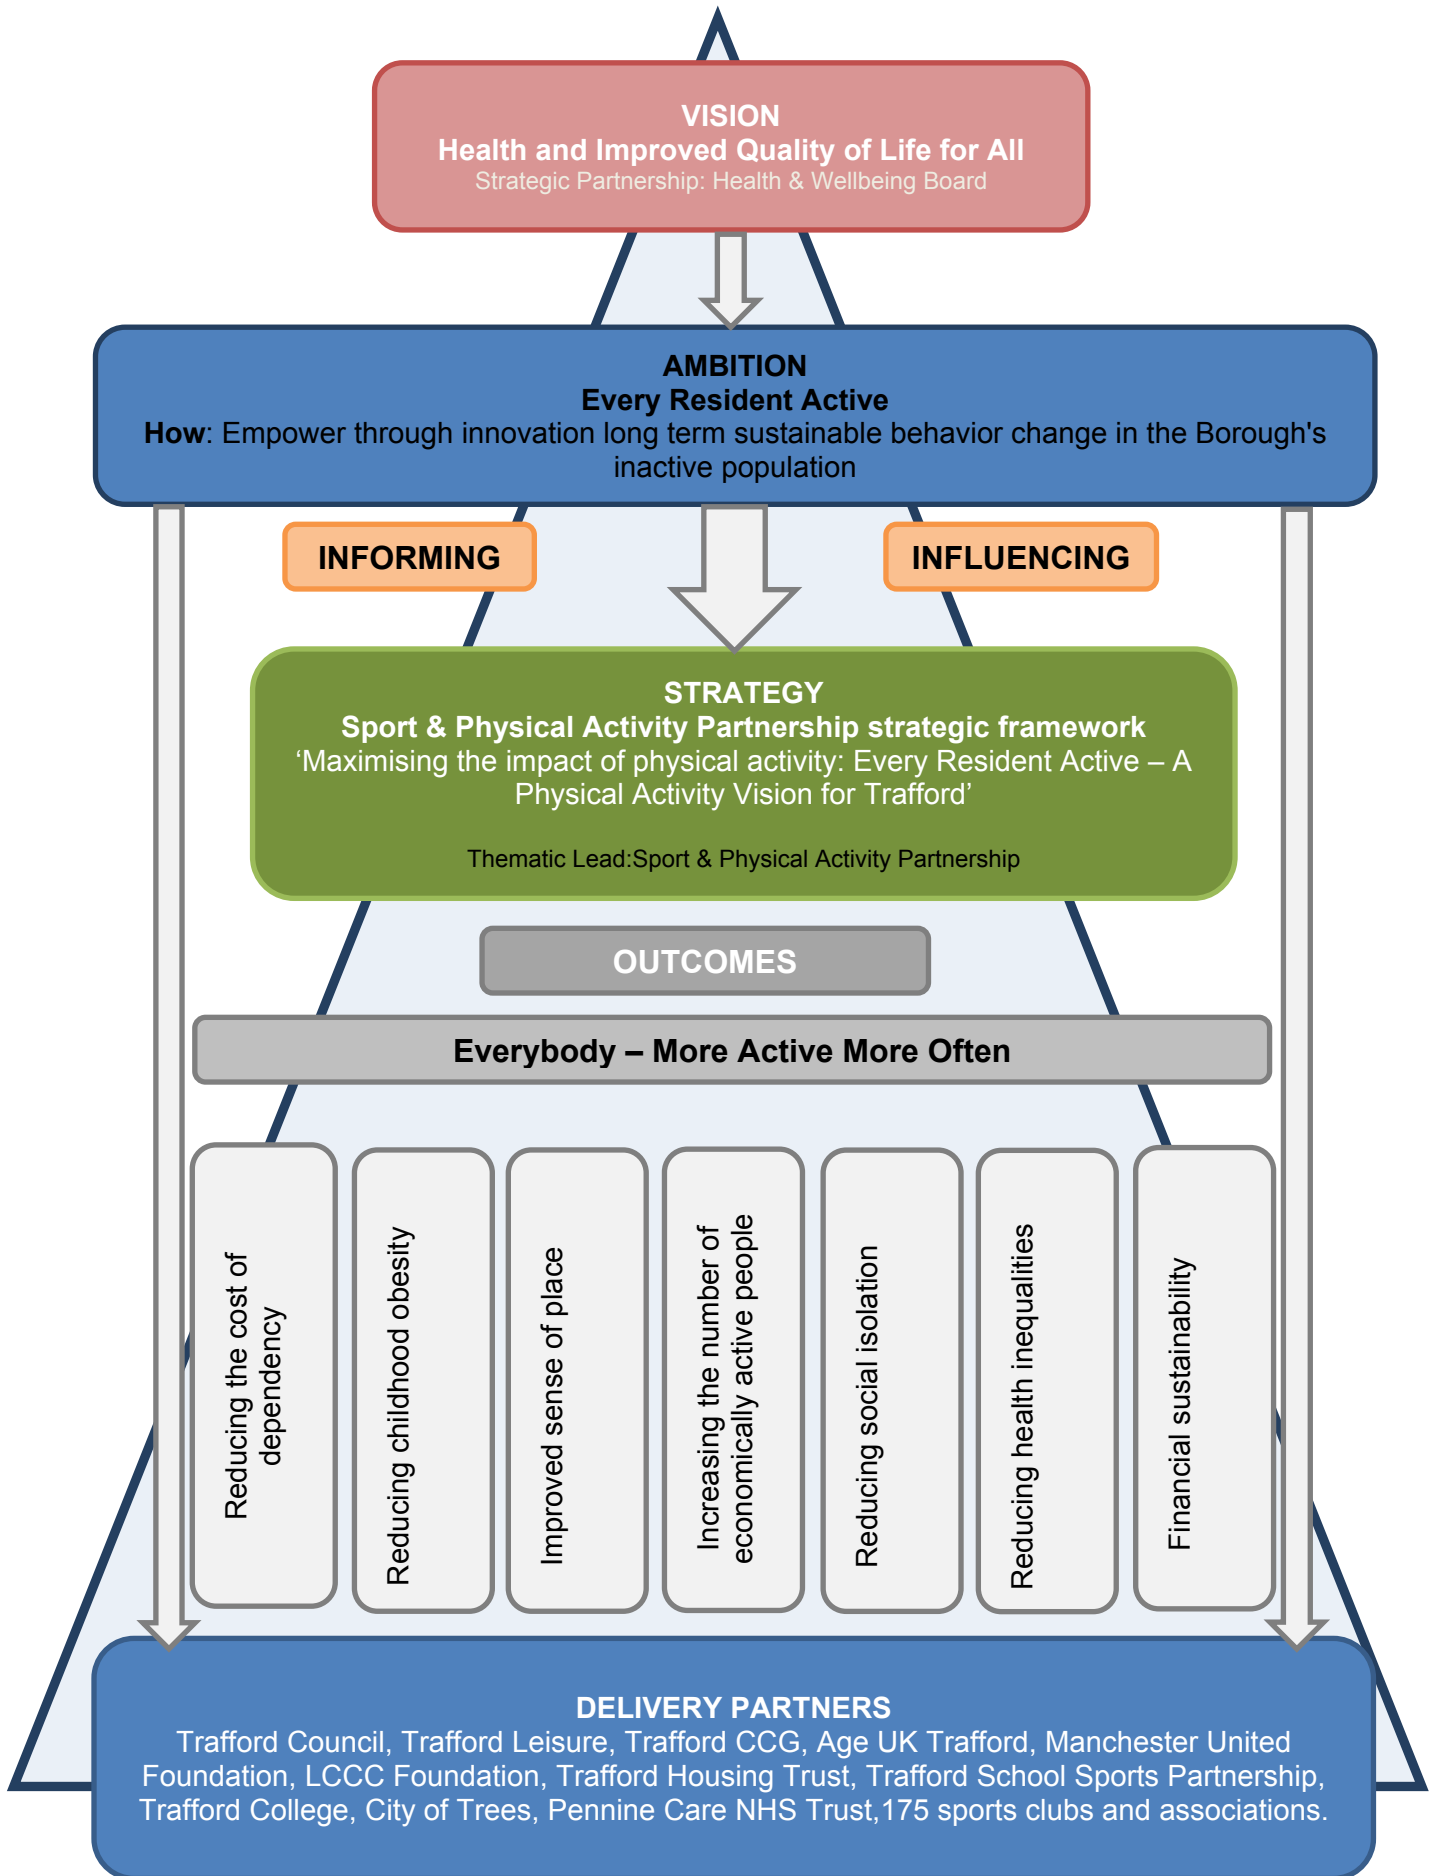 VISION
Health and Improved Quality of Life for All
Strategic Partnership: Health & Wellbeing Board
AMBITION
Every Resident Active
How: Empower through innovation long term sustainable behavior change in the Borough's
inactive population
INFORMING
INFLUENCING
STRATEGY
Sport & Physical Activity Partnership strategic framework
‘Maximising the impact of physical activity: Every Resident Active – A
Physical Activity Vision for Trafford’
Thematic Lead:Sport & Physical Activity Partnership
OUTCOMES
Everybody – More Active More Often
Reducing the cost of
dependency
Reducing childhood obesity
Improved sense of place
Increasing the number of
economically active people
Reducing social isolation
Reducing health inequalities
Financial sustainability
DELIVERY PARTNERS
Trafford Council, Trafford Leisure, Trafford CCG, Age UK Trafford, Manchester United
Foundation, LCCC Foundation, Trafford Housing Trust, Trafford School Sports Partnership,
Trafford College, City of Trees, Pennine Care NHS Trust,175 sports clubs and associations.